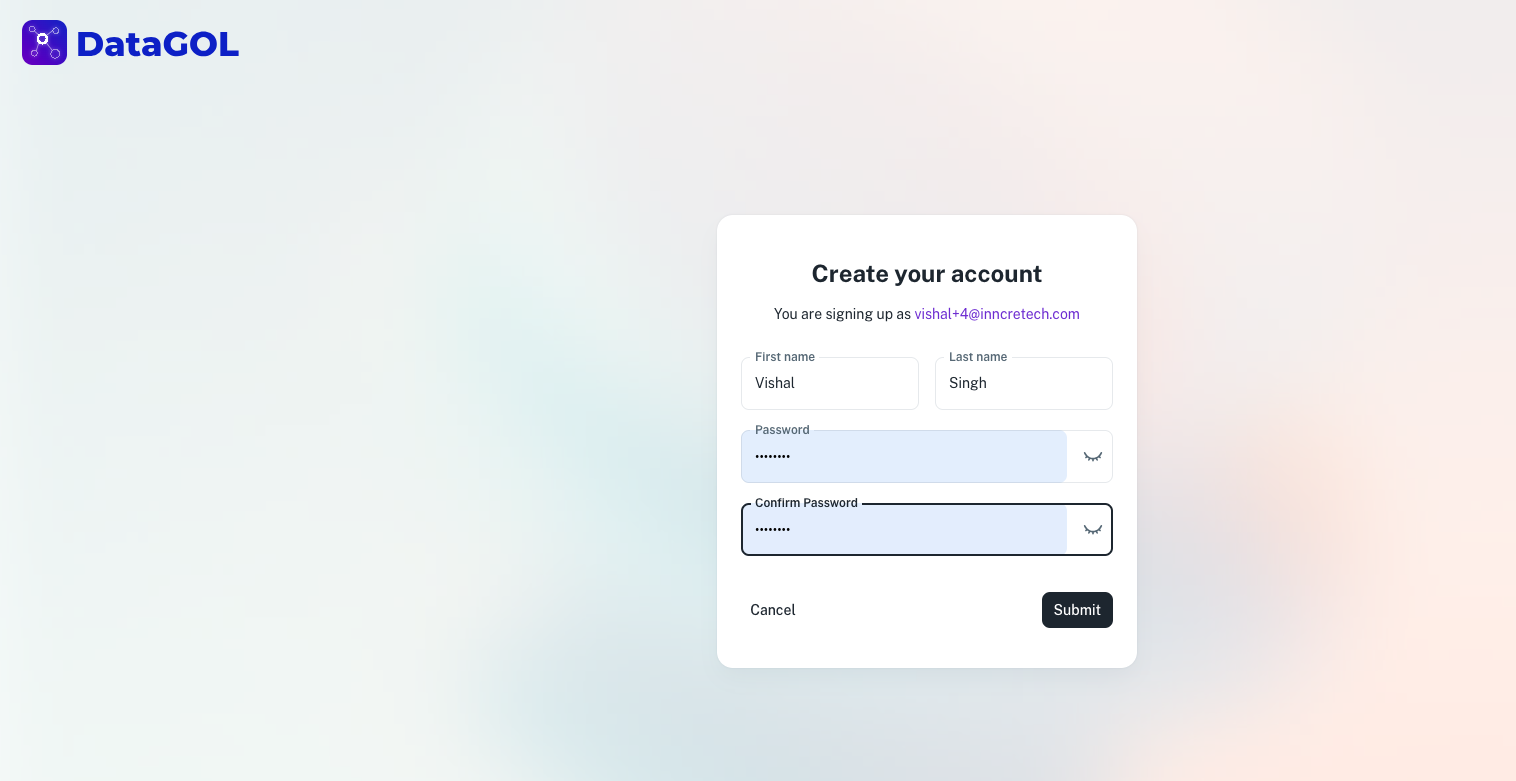 DataGOL
Create your account
You are signing up as vishal+4@inncretech.com
First name
Last name
Vishal
Singh
Password
••••••••
Confirm Password
••••••••
Cancel
Submit